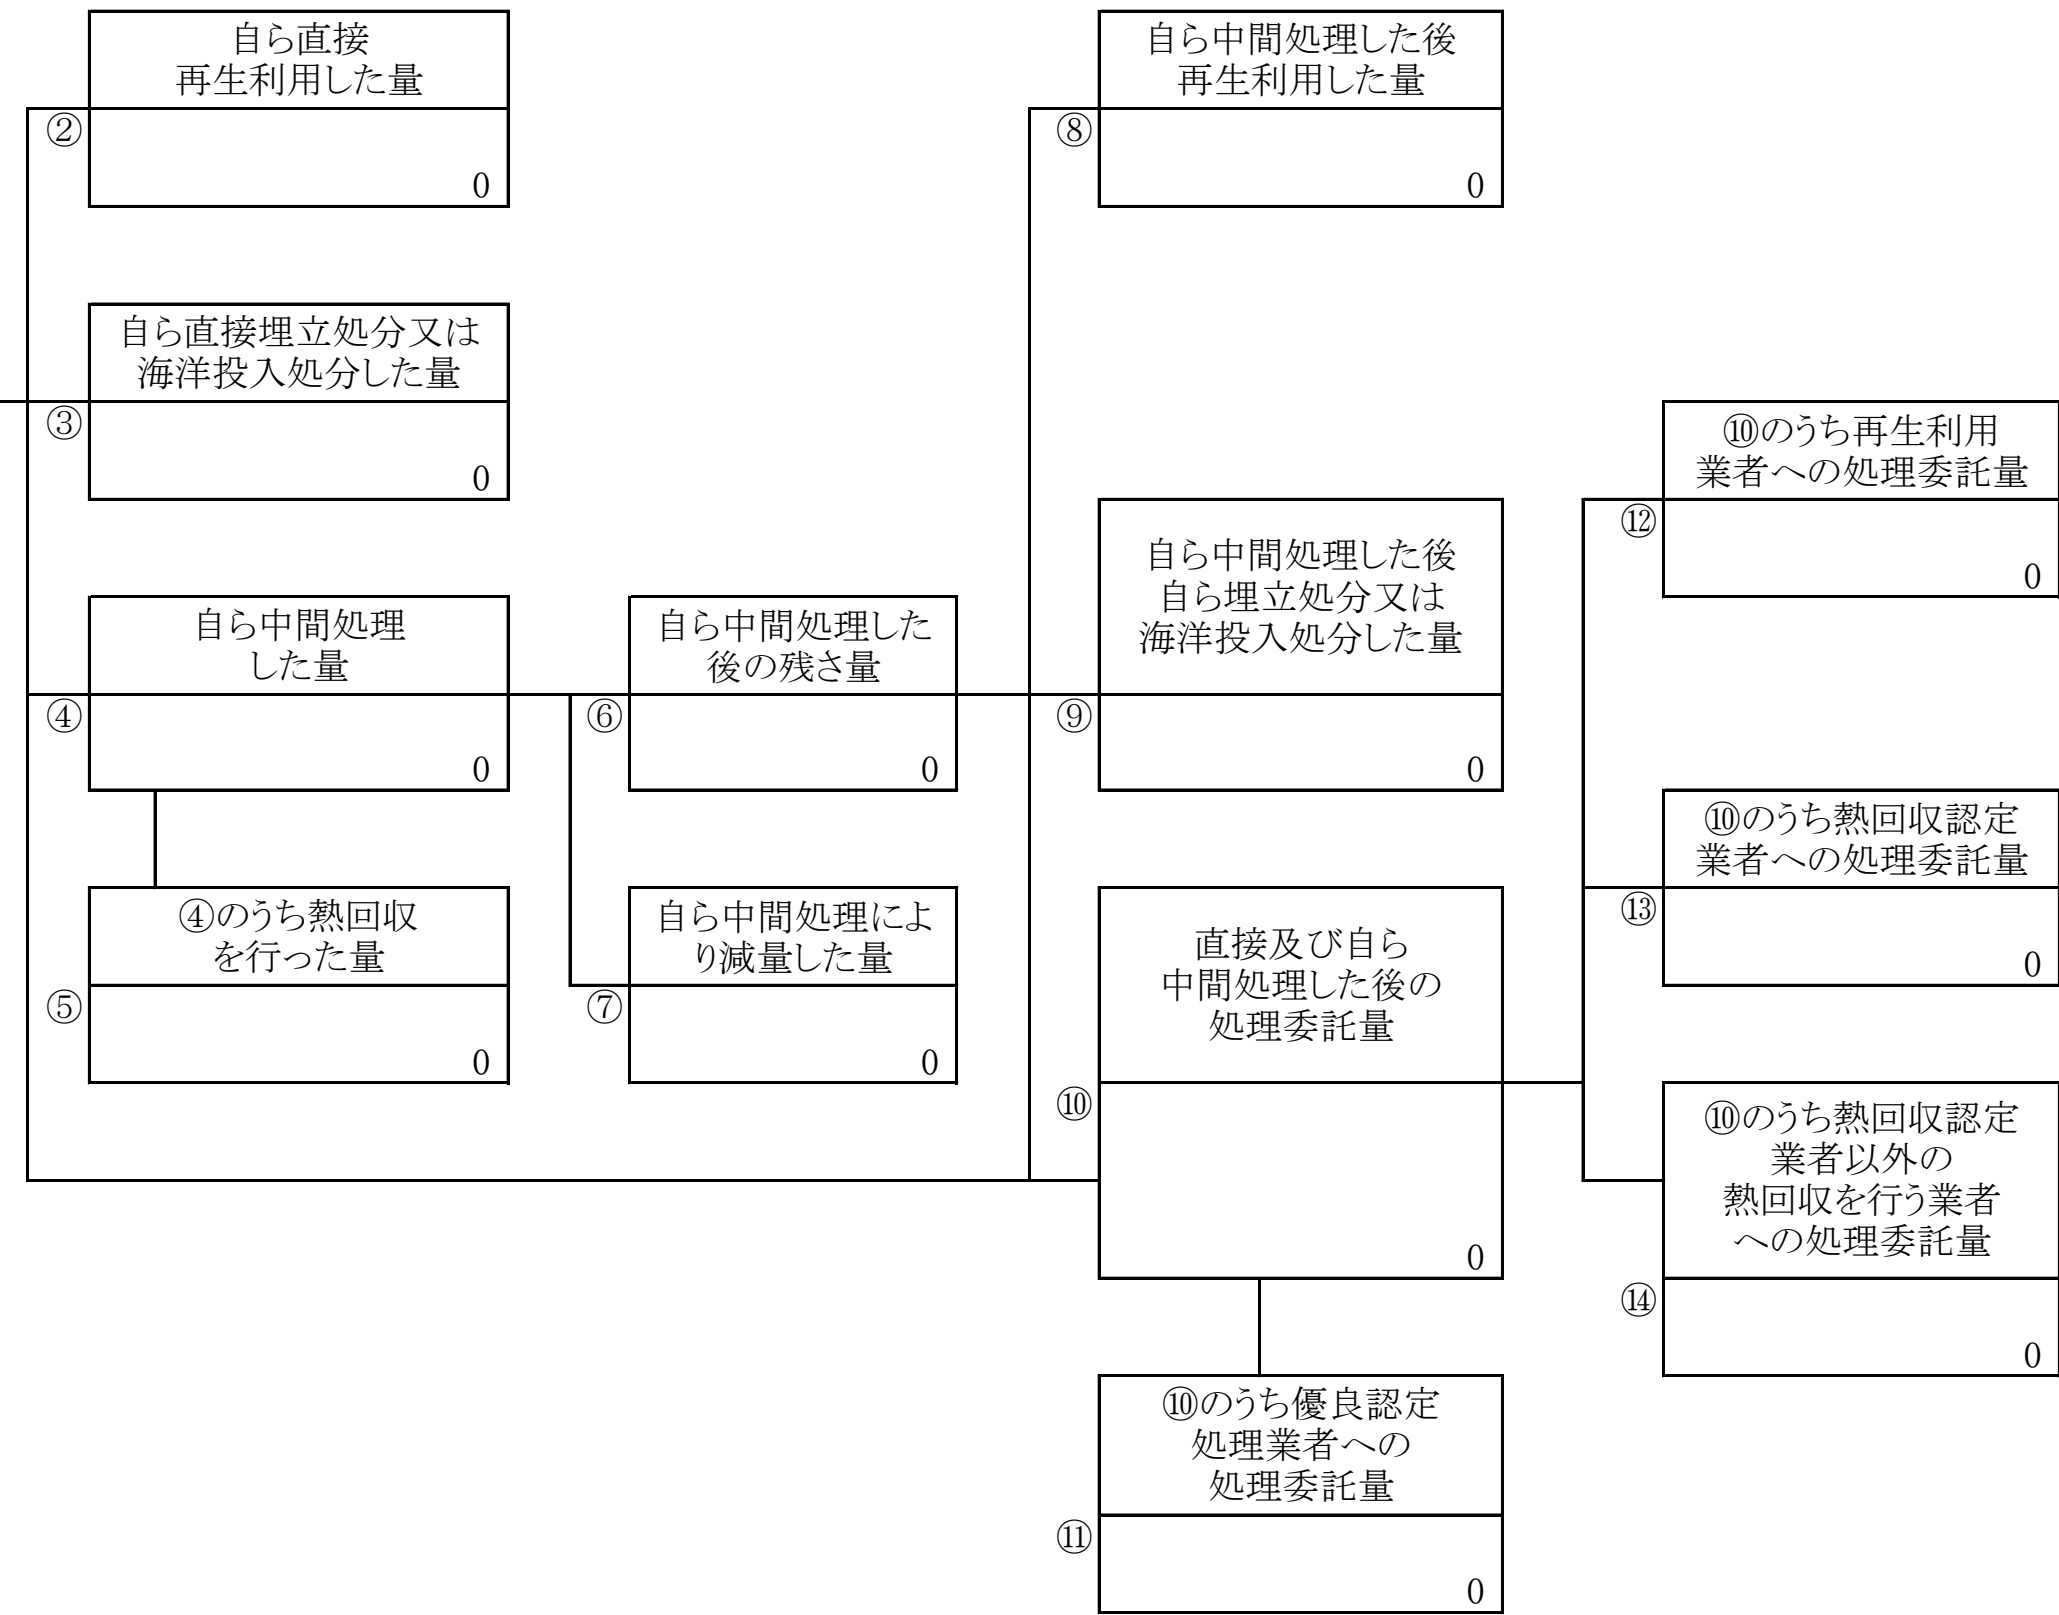 自ら直接
再生利用した量
②
0
自ら中間処理した後
再生利用した量
⑧
0
自ら直接埋立処分又は
海洋投入処分した量
③
0
⑩のうち再生利用
業者への処理委託量
⑫
0
自ら中間処理
した量
④
0
自ら中間処理した
後の残さ量
⑥
0
自ら中間処理した後
自ら埋立処分又は
海洋投入処分した量
⑨
0
⑩のうち熱回収認定
業者への処理委託量
⑬
0
④のうち熱回収
を行った量
⑤
0
自ら中間処理によ
り減量した量
⑦
0
直接及び自ら
中間処理した後の
処理委託量
⑩
0
⑩のうち熱回収認定
業者以外の
熱回収を行う業者
への処理委託量
⑭
0
⑩のうち優良認定
処理業者への
処理委託量
⑪
0